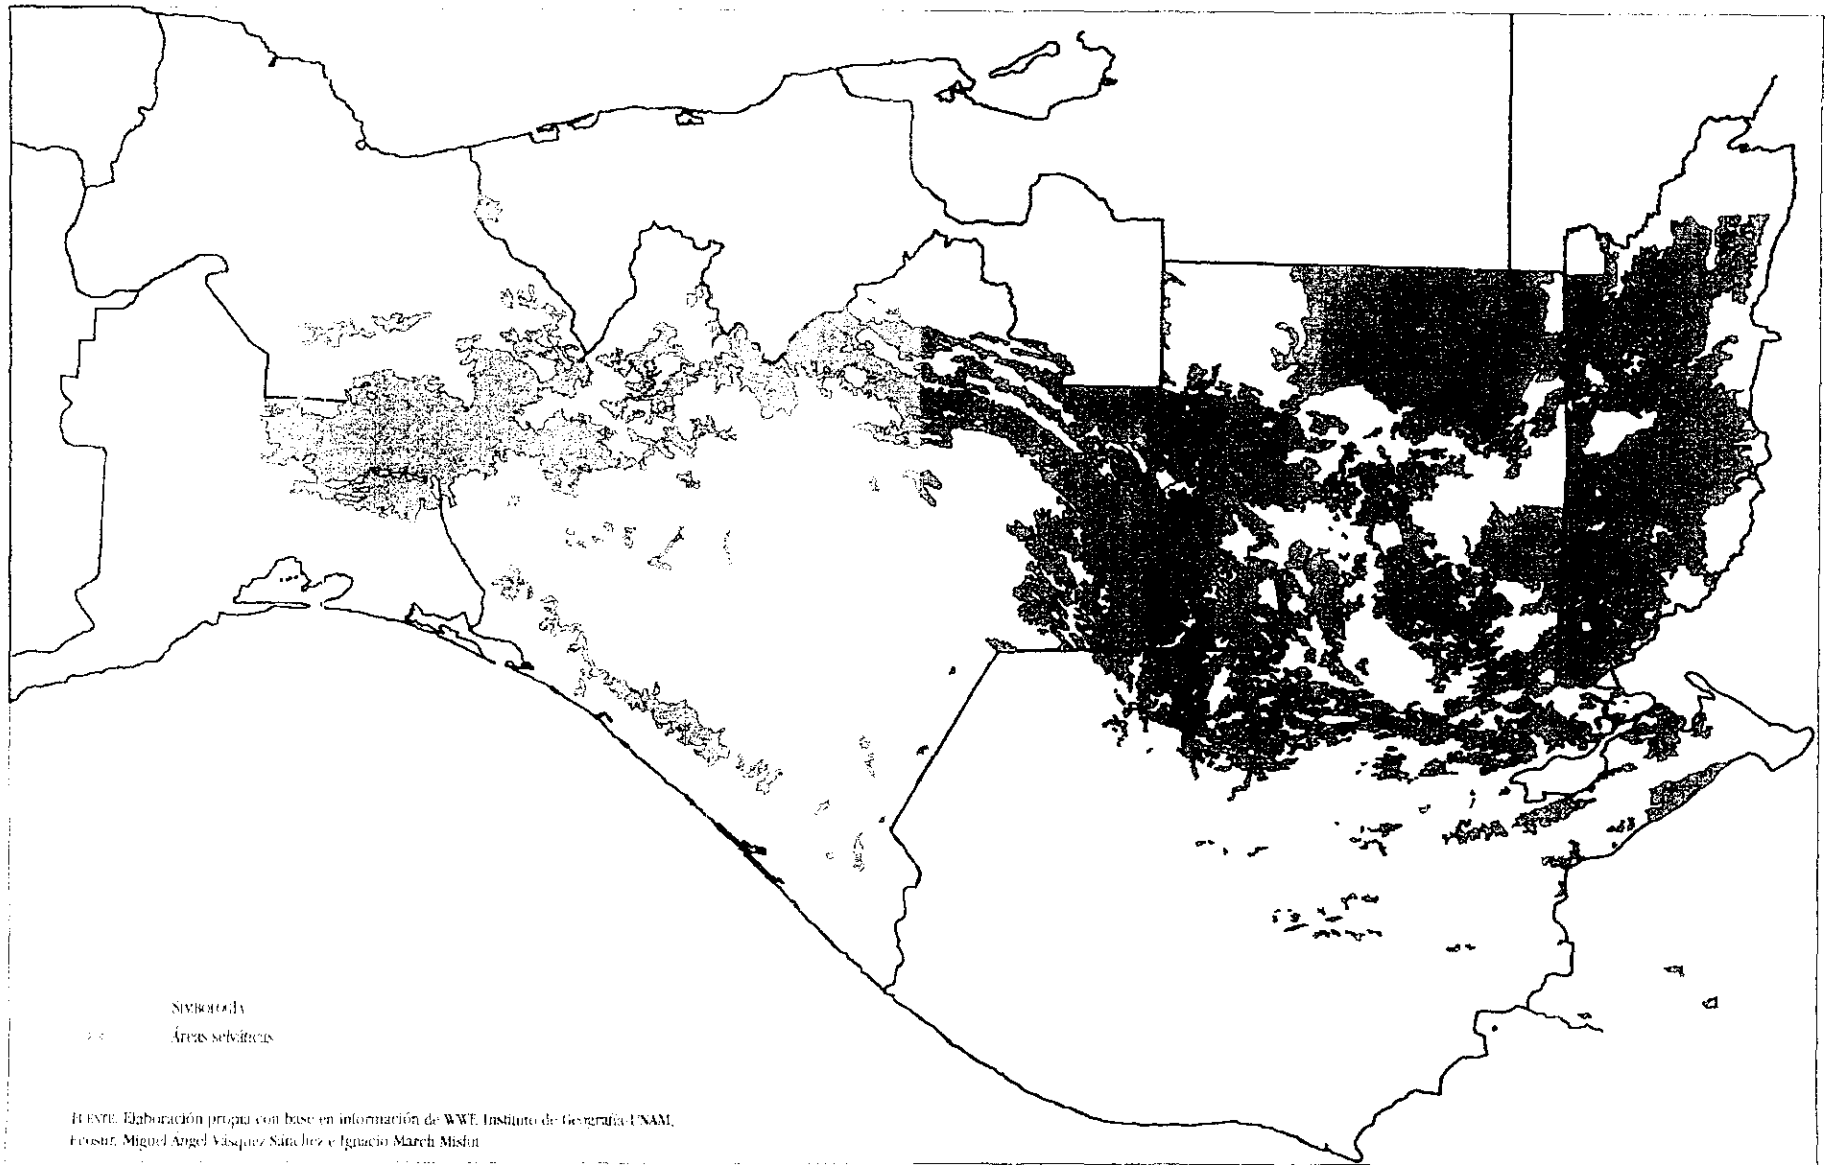 SIMBOLOGÍA
Áreas selváticas
FUENTE: Elaboración propia con base en información de WWF, Instituto de Geografía-UNAM,
Ecosur, Miguel Ángel Vásquez Sánchez e Ignacio March Misfut